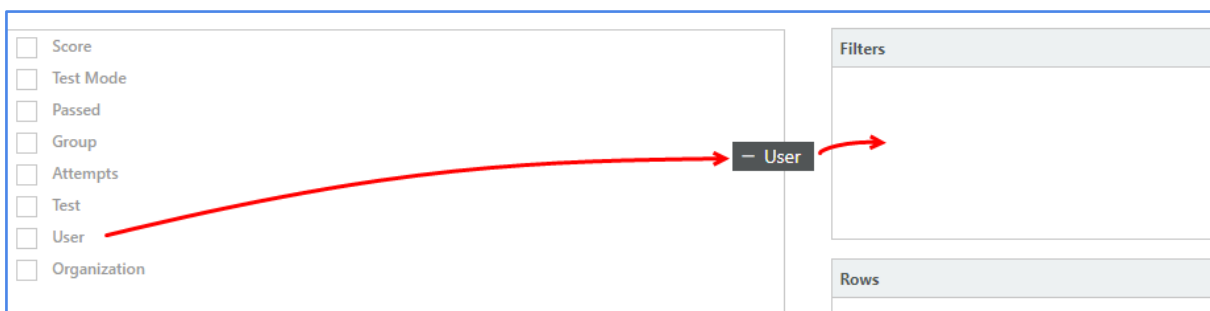 Score
Test Mode
Passed
Group
Attempts
Test
User
Organization
– User
Filters
Rows